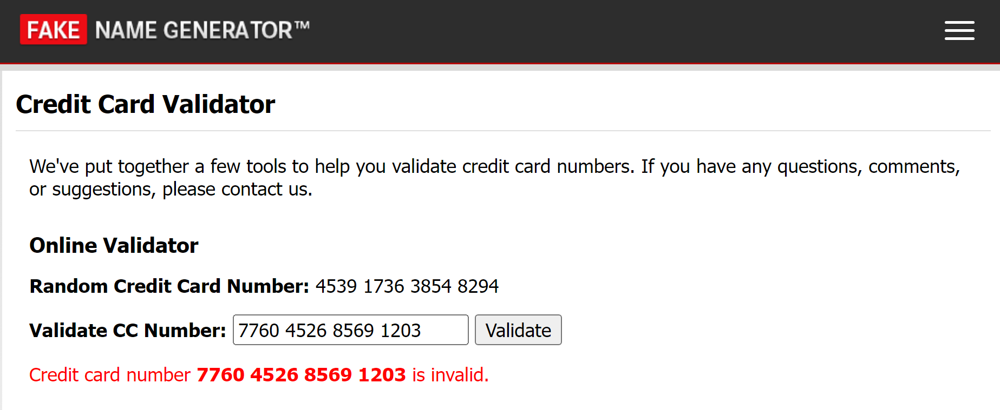 FAKE NAME GENERATOR™
Credit Card Validator
We've put together a few tools to help you validate credit card numbers. If you have any questions, comments,
or suggestions, please contact us.
Online Validator
Random Credit Card Number: 4539 1736 3854 8294
Validate CC Number: 7760 4526 8569 1203 Validate
Credit card number 7760 4526 8569 1203 is invalid.